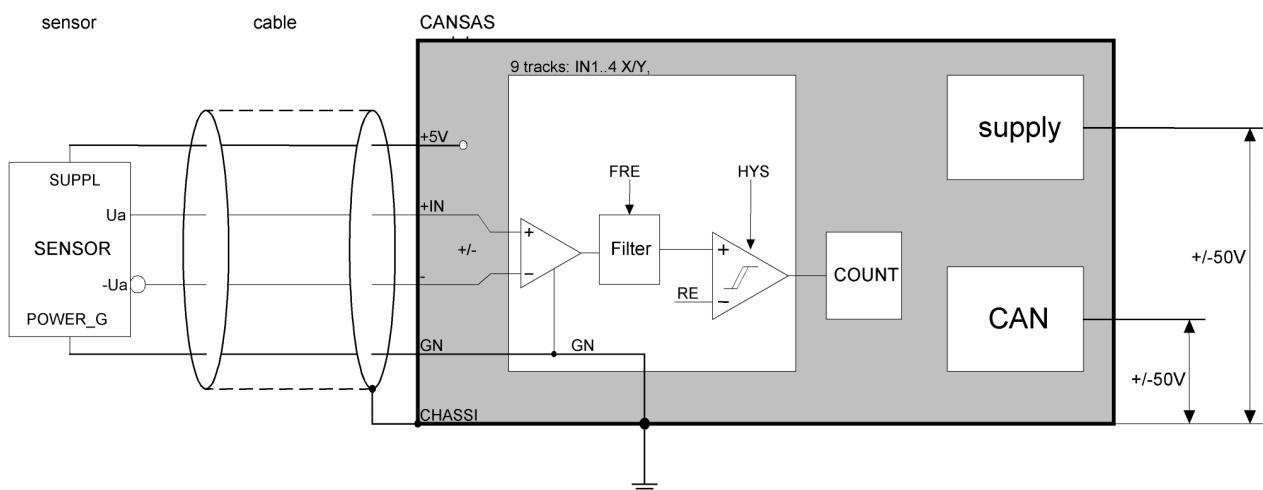 sensor
cable
CANSAS
9 tracks: IN1..4 X/Y,
supply
+5V
SUPPL
FRE
HYS
+IN
Ua
+
+
SENSOR
+/-
Filter
COUNT
+/-50V
-
−
-Ua
RE
−
CAN
POWER_G
GN
GN
+/-50V
CHASSI